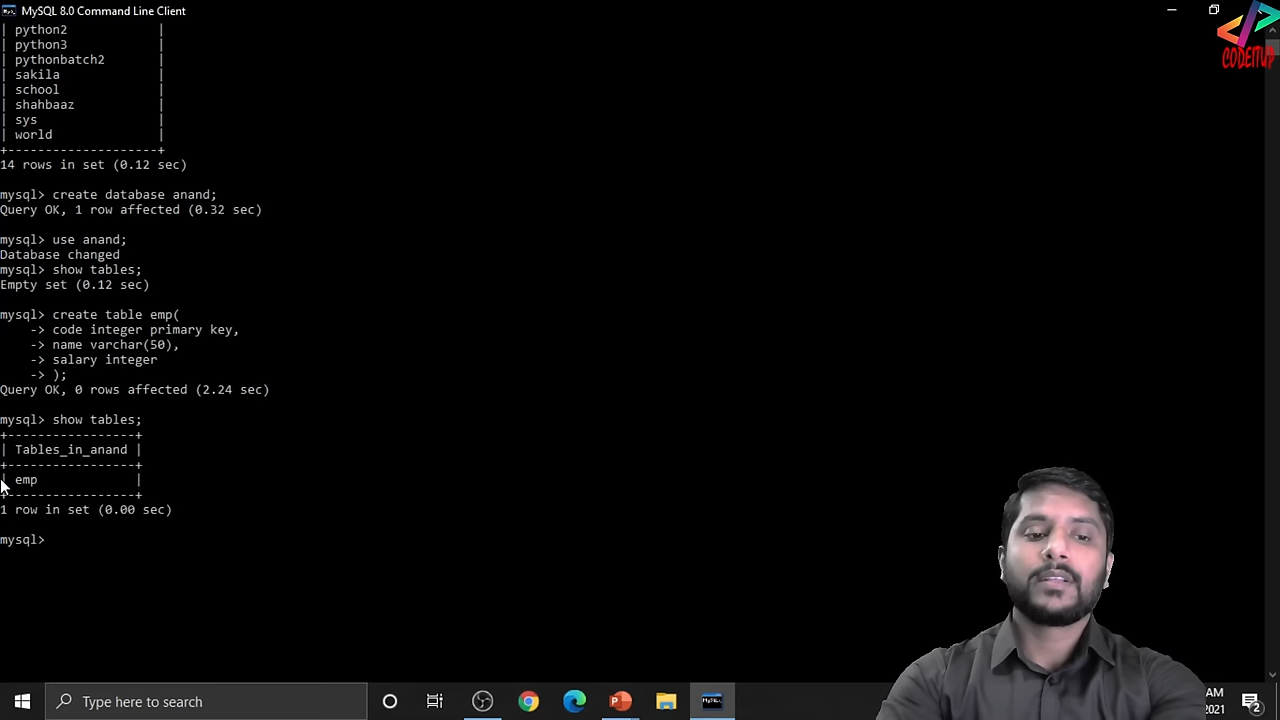 MySQL 8.0 Command Line Client
| python2            |
| python3            |
| pythonbatch2       |
| sakila             |
| school             |
| shahbaaz           |
| sys                |
| world              |
+--------------------+
14 rows in set (0.12 sec)
mysql> create database anand;
Query OK, 1 row affected (0.32 sec)
mysql> use anand;
Database changed
mysql> show tables;
Empty set (0.12 sec)
mysql> create table emp(
    -> code integer primary key,
    -> name varchar(50),
    -> salary integer
    -> );
Query OK, 0 rows affected (2.24 sec)
mysql> show tables;
+-----------------+
| Tables_in_anand |
+-----------------+
| emp             |
+-----------------+
1 row in set (0.00 sec)
mysql>
CODEITUP
Type here to search
AM
2021
2